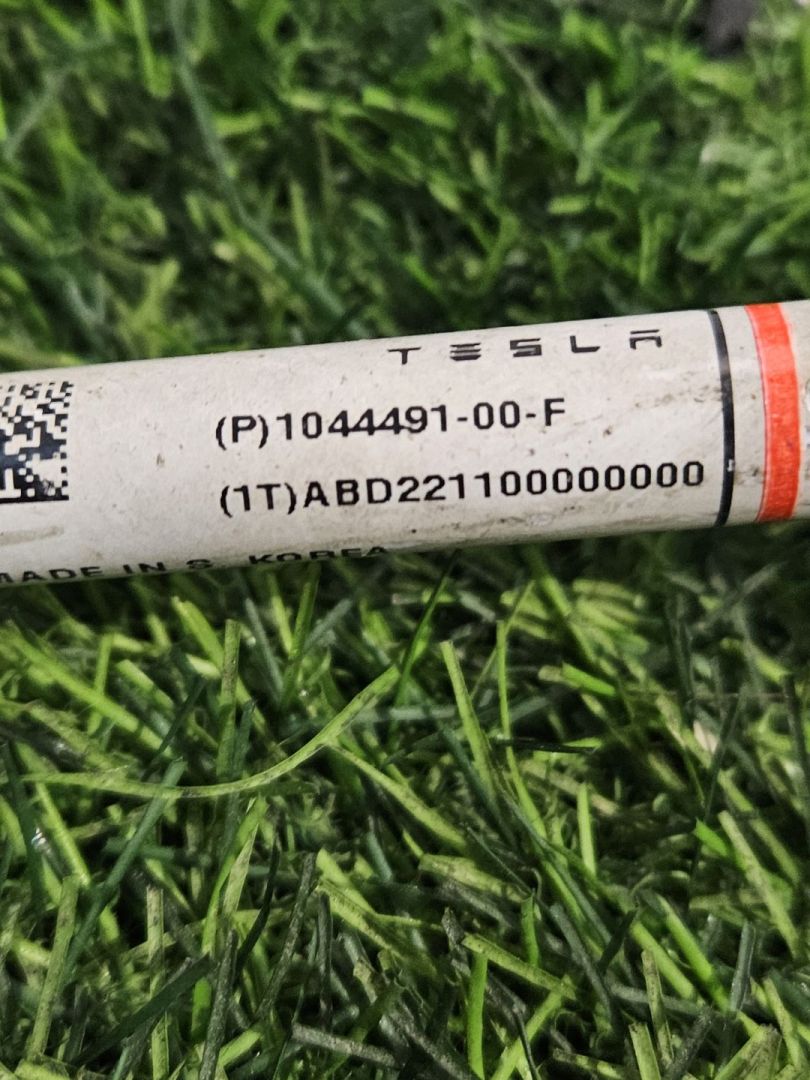 TESLA
(P)1044491-00-F
(1T)ABD221100000000
MADE IN S. KOREA